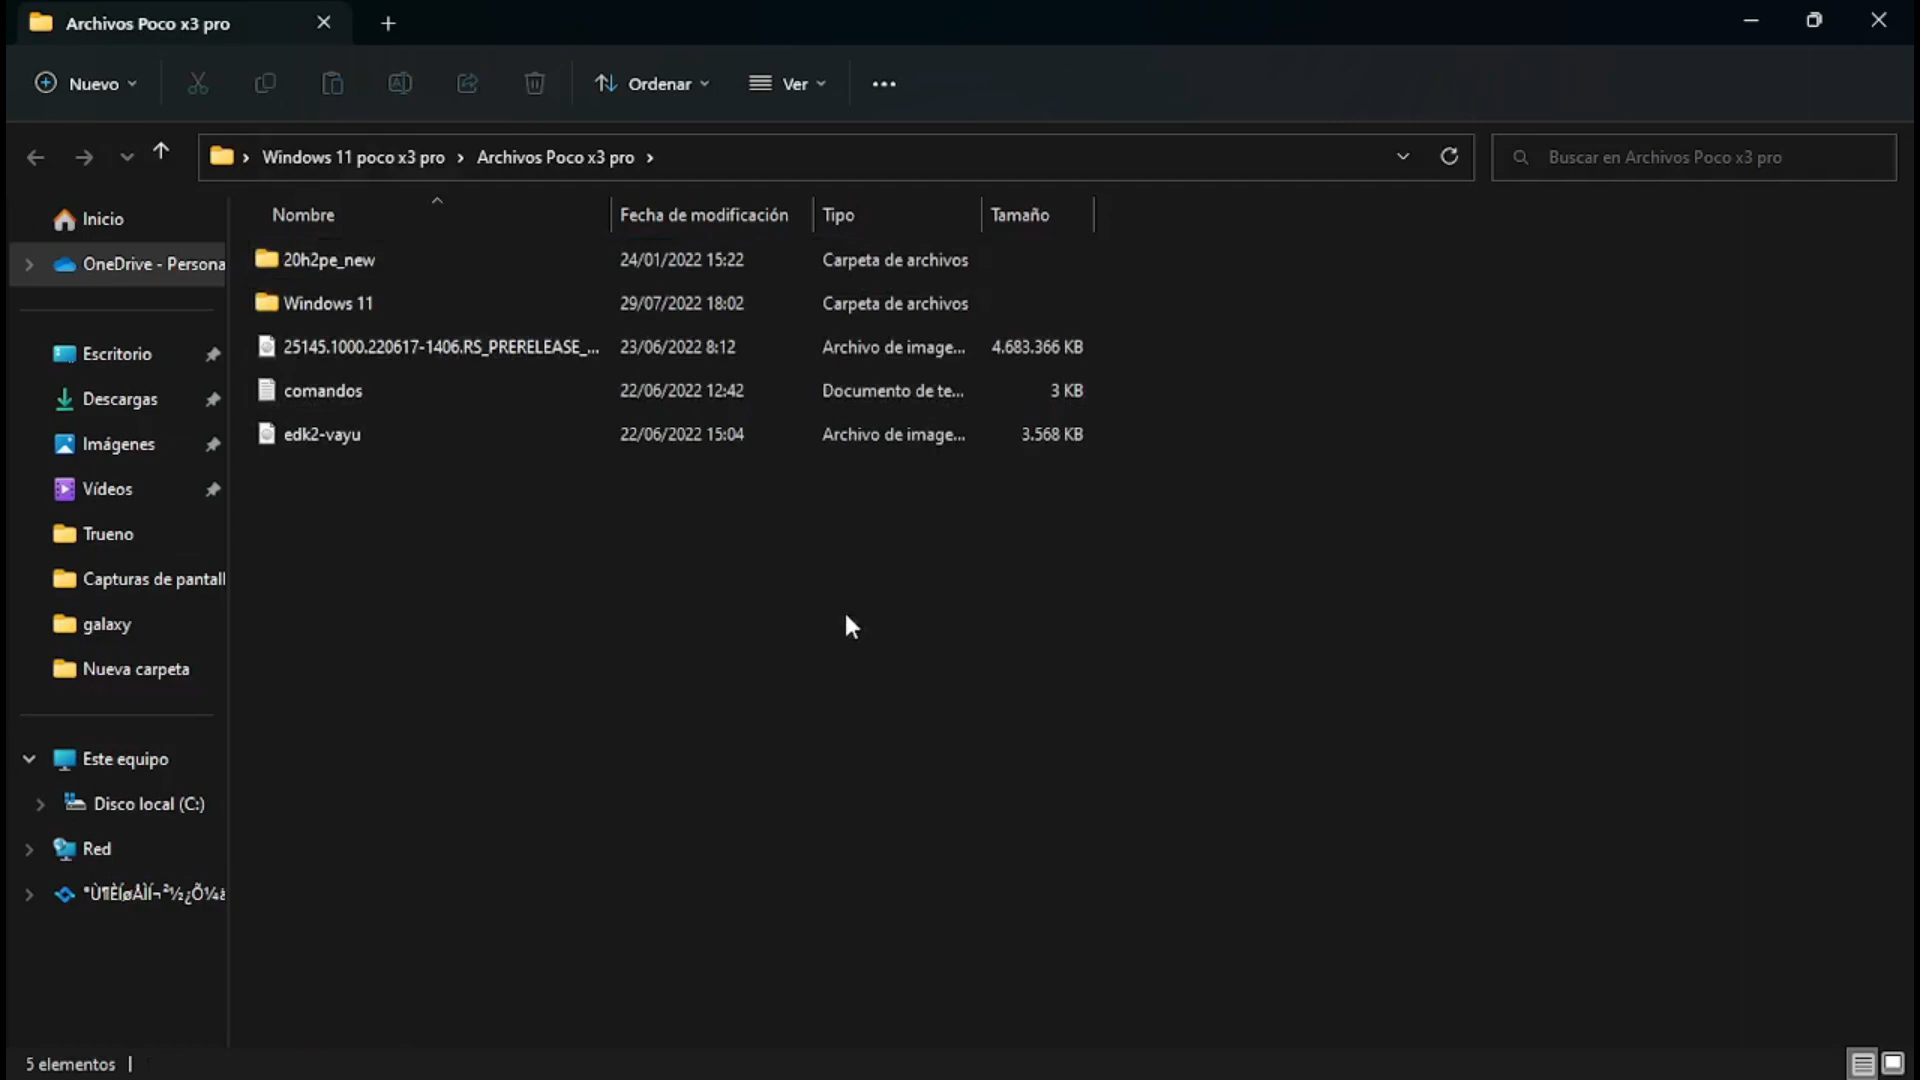 Archivos Poco x3 pro
Nuevo
Ordenar
Ver
Windows 11 poco x3 pro > Archivos Poco x3 pro >
Buscar en Archivos Poco x3 pro
Inicio
OneDrive - Persona
Escritorio
Descargas
Imágenes
Vídeos
Trueno
Capturas de pantall
galaxy
Nueva carpeta
Este equipo
Disco local (C:)
Red
Nombre Fecha de modificación Tipo Tamaño
20h2pe_new 24/01/2022 15:22 Carpeta de archivos
Windows 11 29/07/2022 18:02 Carpeta de archivos
25145.1000.220617-1406.RS_PRERELEASE_... 23/06/2022 8:12 Archivo de image... 4.683.366 KB
comandos 22/06/2022 12:42 Documento de te... 3 KB
edk2-vayu 22/06/2022 15:04 Archivo de image... 3.568 KB
5 elementos